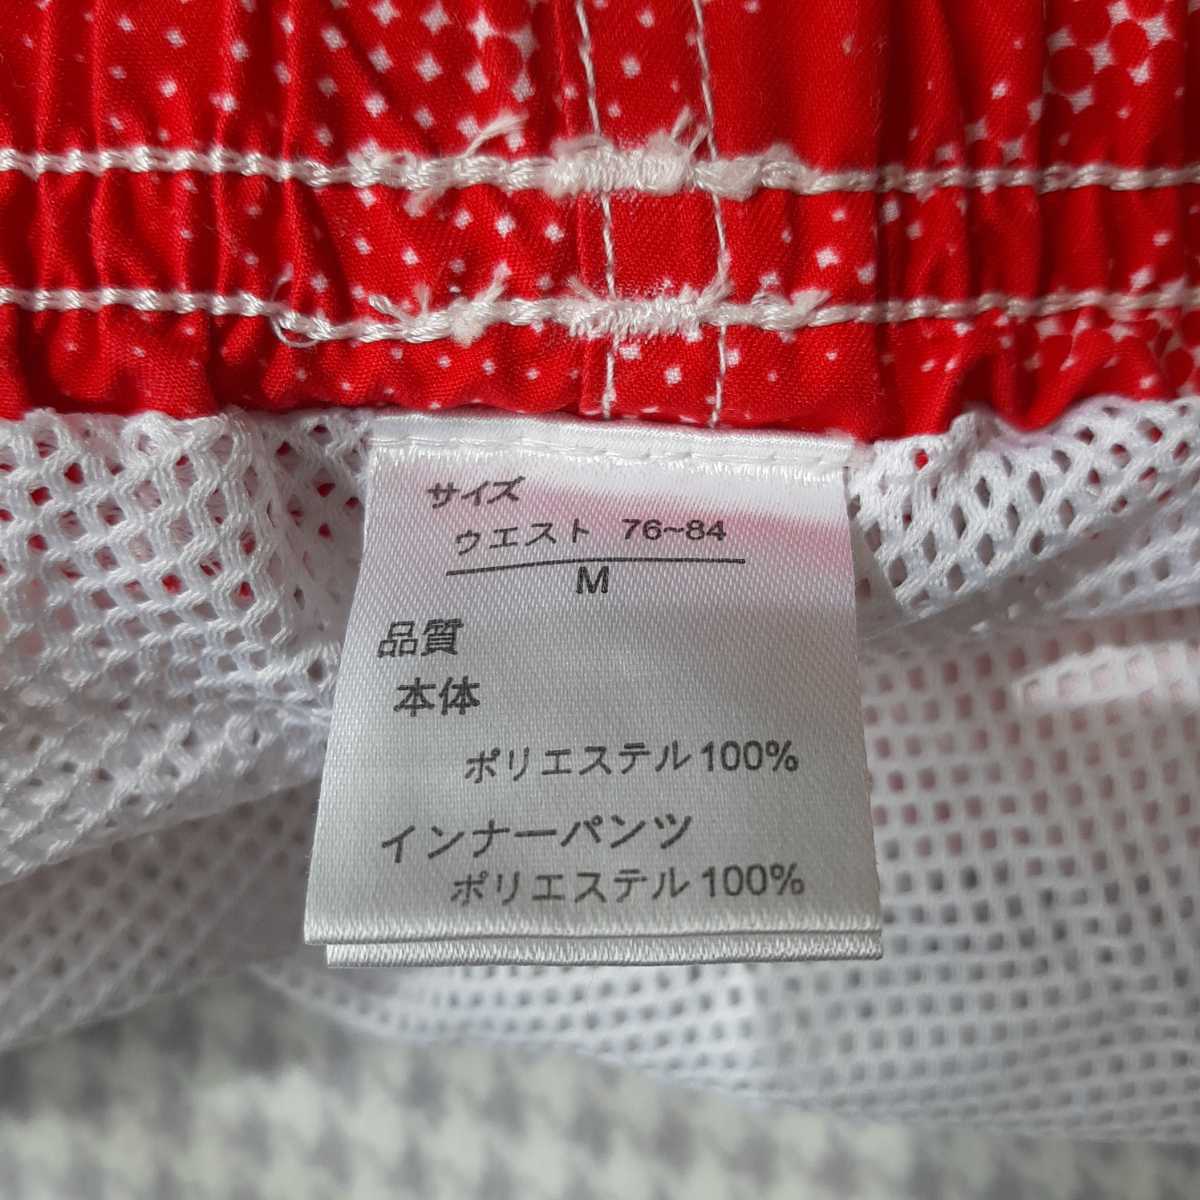 サイズ
ウエスト 76~84
M
品質
本体
ポリエステル100%
インナーパンツ
ポリエステル100%